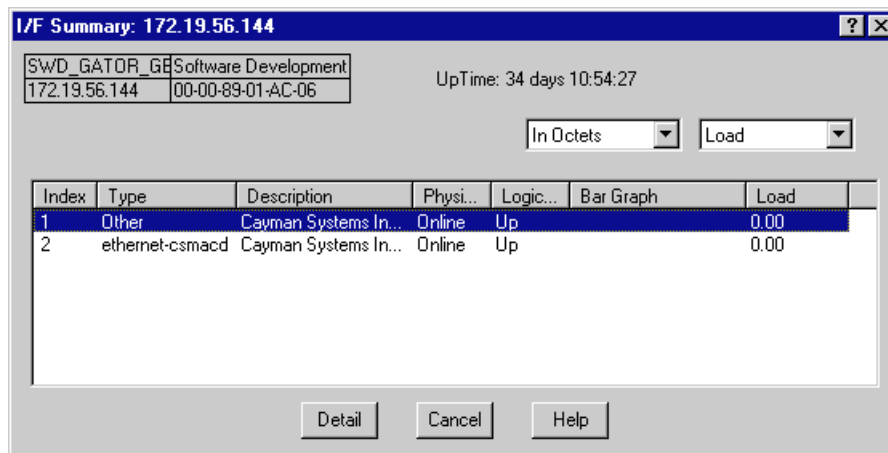 I/F Summary: 172.19.56.144
SWD_GATOR_GE Software Development
172.19.56.144 00-00-89-01-AC-06
UpTime: 34 days 10:54:27
In Octets Load
Index Type Description Physi... Logic... Bar Graph Load
1 Other Cayman Systems In... Online Up 0.00
2 ethernet-csmacd Cayman Systems In... Online Up 0.00
Detail Cancel Help